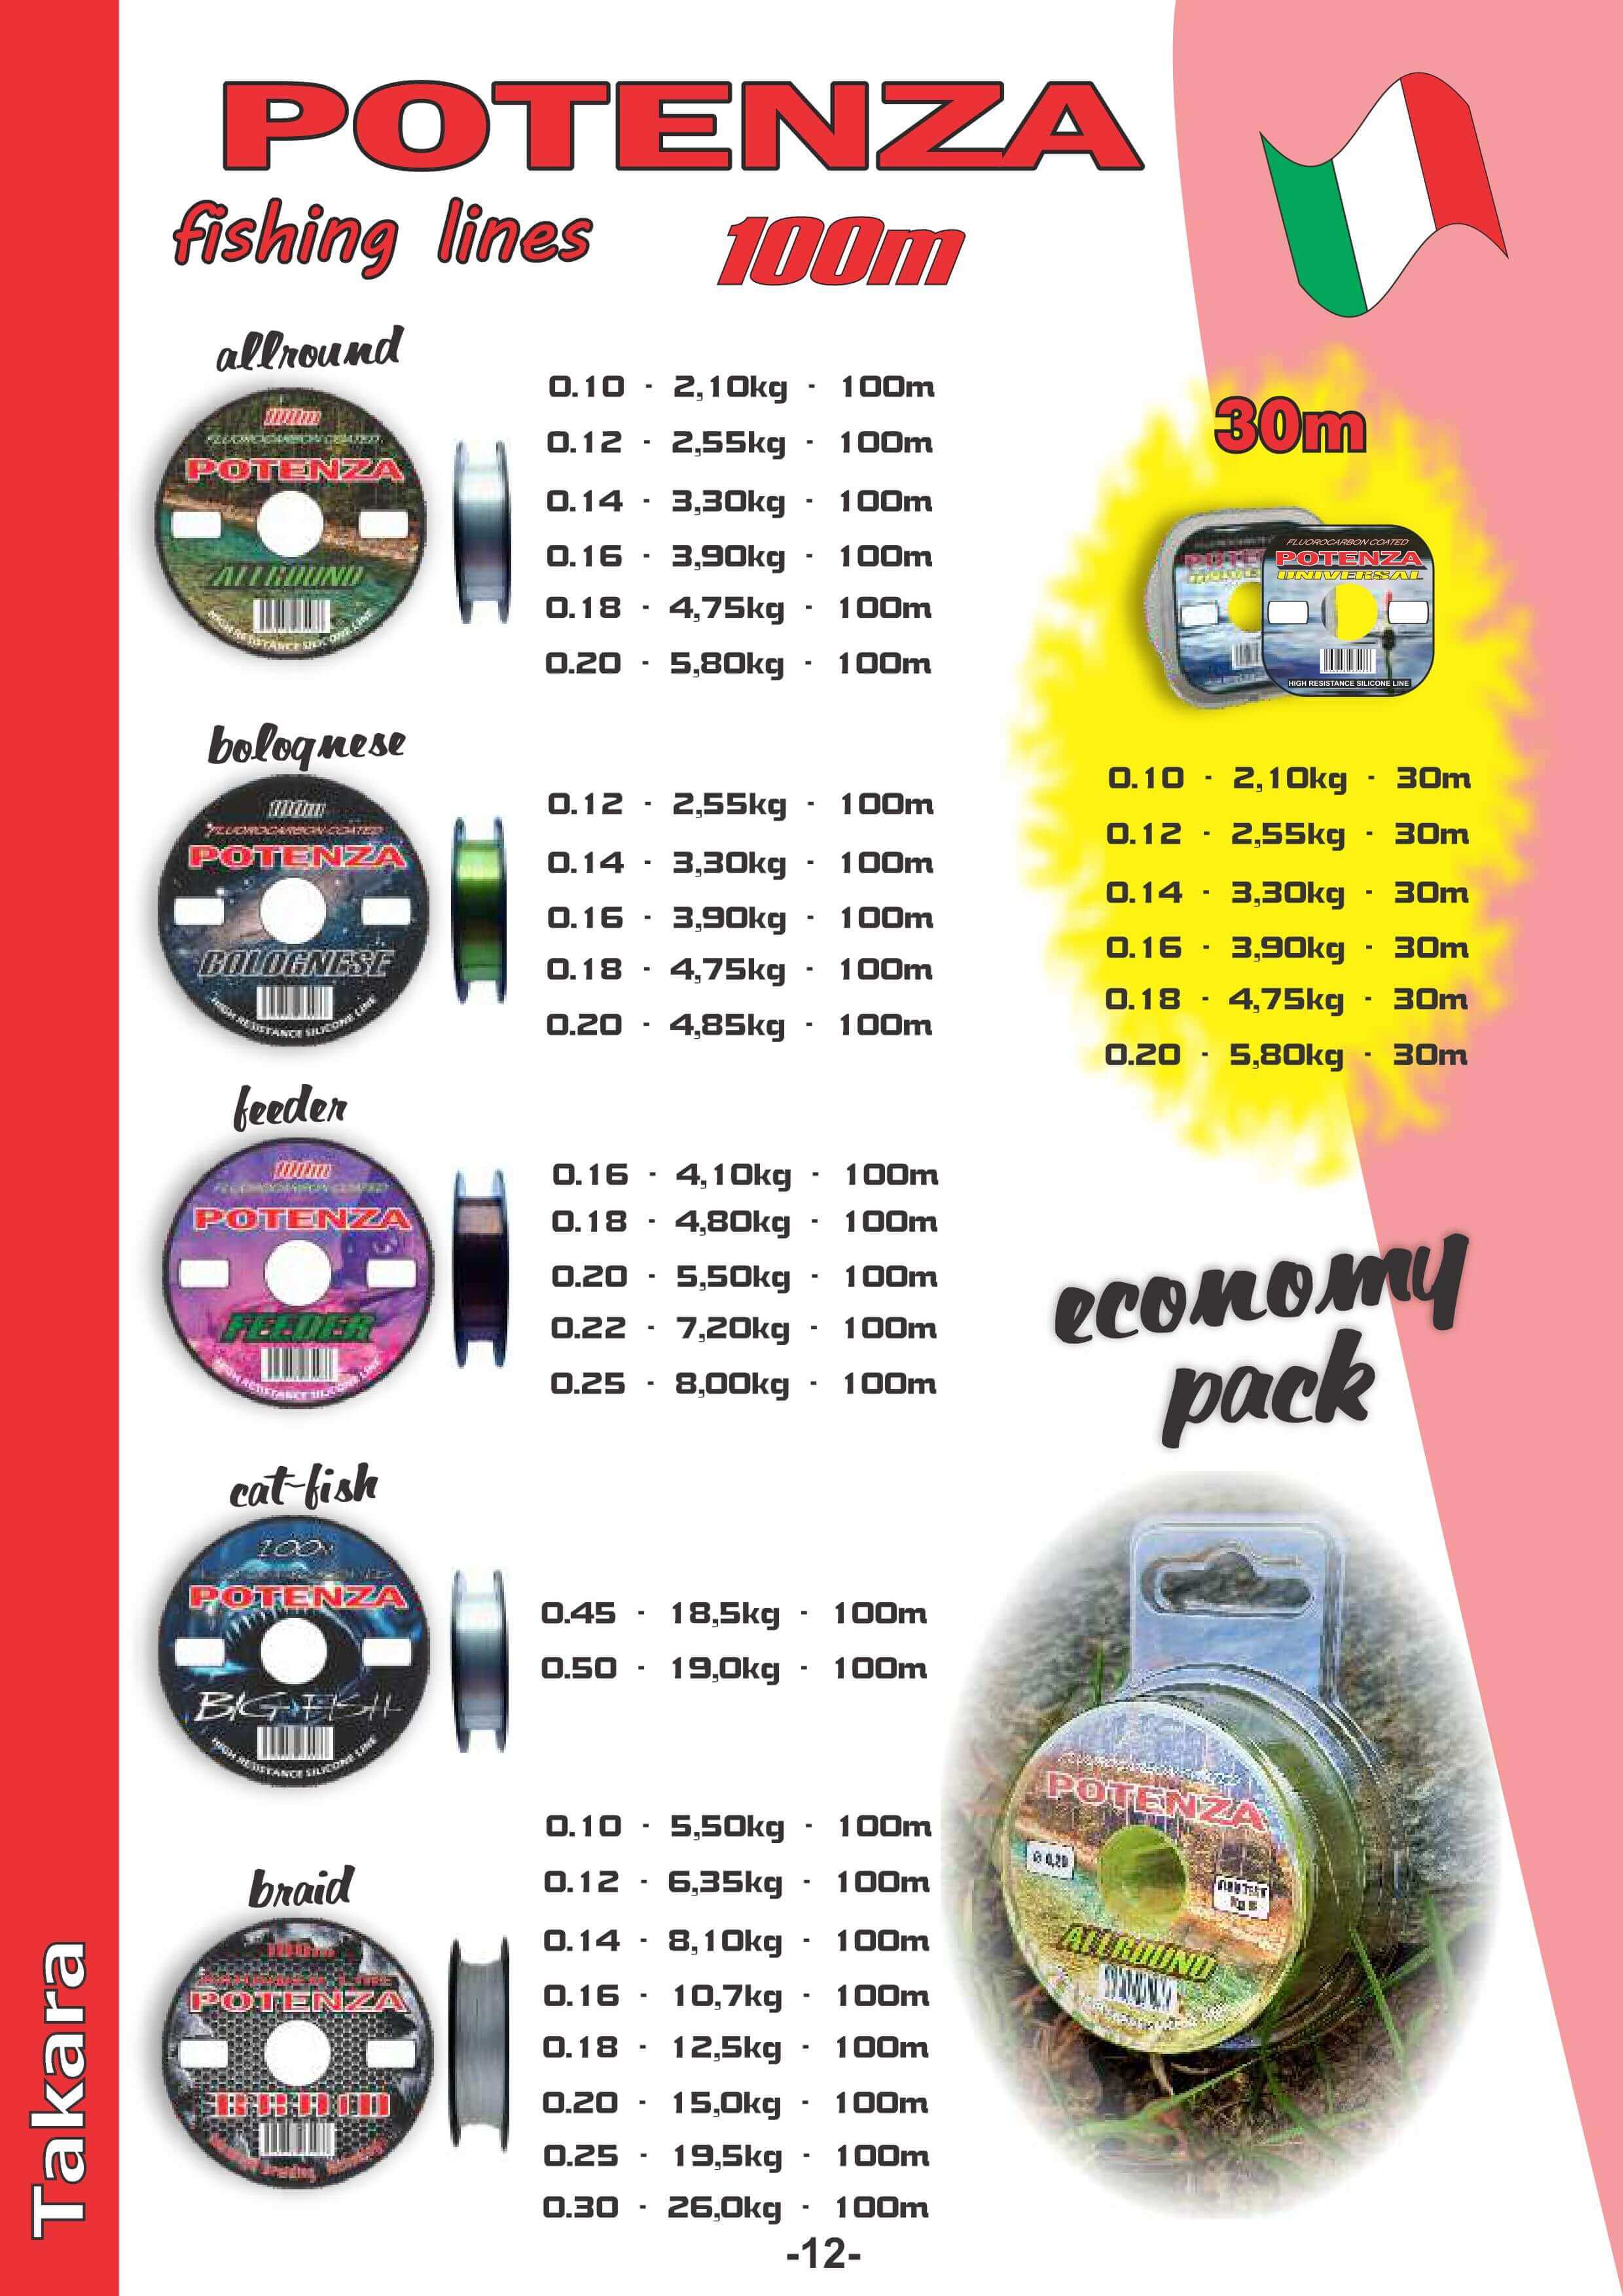 POTENZA
fishing lines
100m
allround
100m
FLUOROCARBON COATED
POTENZA
ALLROUND
HIGH RESISTANCE SILICONE LINE
0.10 - 2,10kg - 100m
0.12 - 2,55kg - 100m
0.14 - 3,30kg - 100m
0.16 - 3,90kg - 100m
0.18 - 4,75kg - 100m
0.20 - 5,80kg - 100m
bolognese
100m
FLUOROCARBON COATED
POTENZA
BOLOGNESE
HIGH RESISTANCE SILICONE LINE
0.12 - 2,55kg - 100m
0.14 - 3,30kg - 100m
0.16 - 3,90kg - 100m
0.18 - 4,75kg - 100m
0.20 - 4,85kg - 100m
feeder
100m
FLUOROCARBON COATED
POTENZA
FEEDER
HIGH RESISTANCE SILICONE LINE
0.16 - 4,10kg - 100m
0.18 - 4,80kg - 100m
0.20 - 5,50kg - 100m
0.22 - 7,20kg - 100m
0.25 - 8,00kg - 100m
cat-fish
100m
POTENZA
BIG FISH
HIGH RESISTANCE SILICONE LINE
0.45 - 18,5kg - 100m
0.50 - 19,0kg - 100m
braid
100m
POTENZA
BRAID
0.10 - 5,50kg - 100m
0.12 - 6,35kg - 100m
0.14 - 8,10kg - 100m
0.16 - 10,7kg - 100m
0.18 - 12,5kg - 100m
0.20 - 15,0kg - 100m
0.25 - 19,5kg - 100m
0.30 - 26,0kg - 100m
30m
FLUOROCARBON COATED
POTENZA
UNIVERSAL
HIGH RESISTANCE SILICONE LINE
0.10 - 2,10kg - 30m
0.12 - 2,55kg - 30m
0.14 - 3,30kg - 30m
0.16 - 3,90kg - 30m
0.18 - 4,75kg - 30m
0.20 - 5,80kg - 30m
economy
pack
POTENZA
Ø 0,20
ALLROUND
Takara
-12-